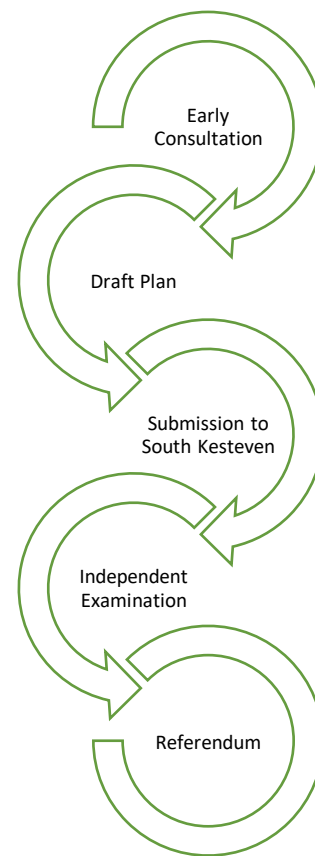 Early
Consultation
Draft Plan
Submission to
South Kesteven
Independent
Examination
Referendum